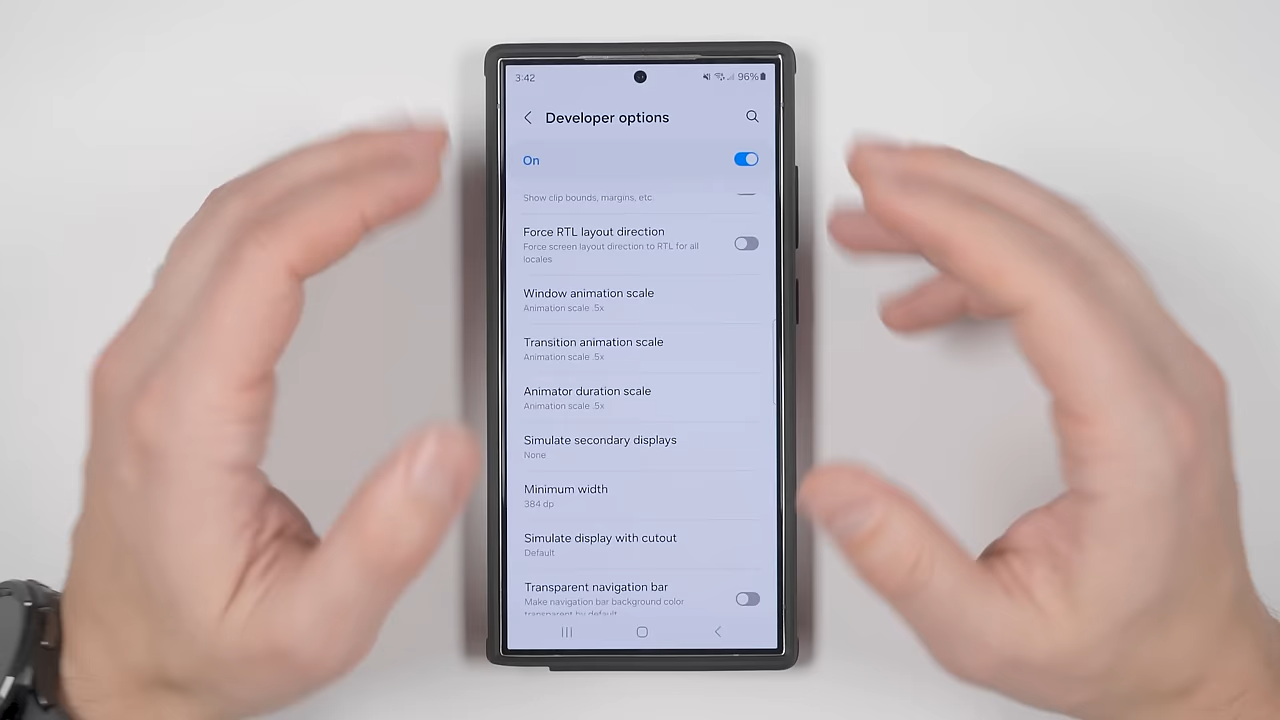 3:42 96%
Developer options
On
Show clip bounds, margins, etc.
Force RTL layout direction
Force screen layout direction to RTL for all
locales
Window animation scale
Animation scale .5x
Transition animation scale
Animation scale .5x
Animator duration scale
Animation scale .5x
Simulate secondary displays
None
Minimum width
384 dp
Simulate display with cutout
Default
Transparent navigation bar
Make navigation bar background color
transparent by default